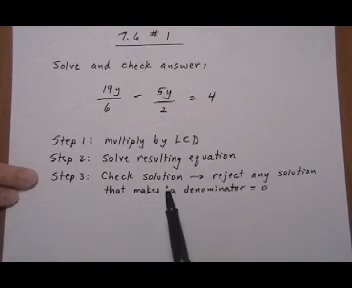 7.6 # 1
Solve and check answer:
19y/6 - 5y/2 = 4
Step 1: multiply by LCD
Step 2: Solve resulting equation
Step 3: Check solution → reject any solution
that makes denominator = 0